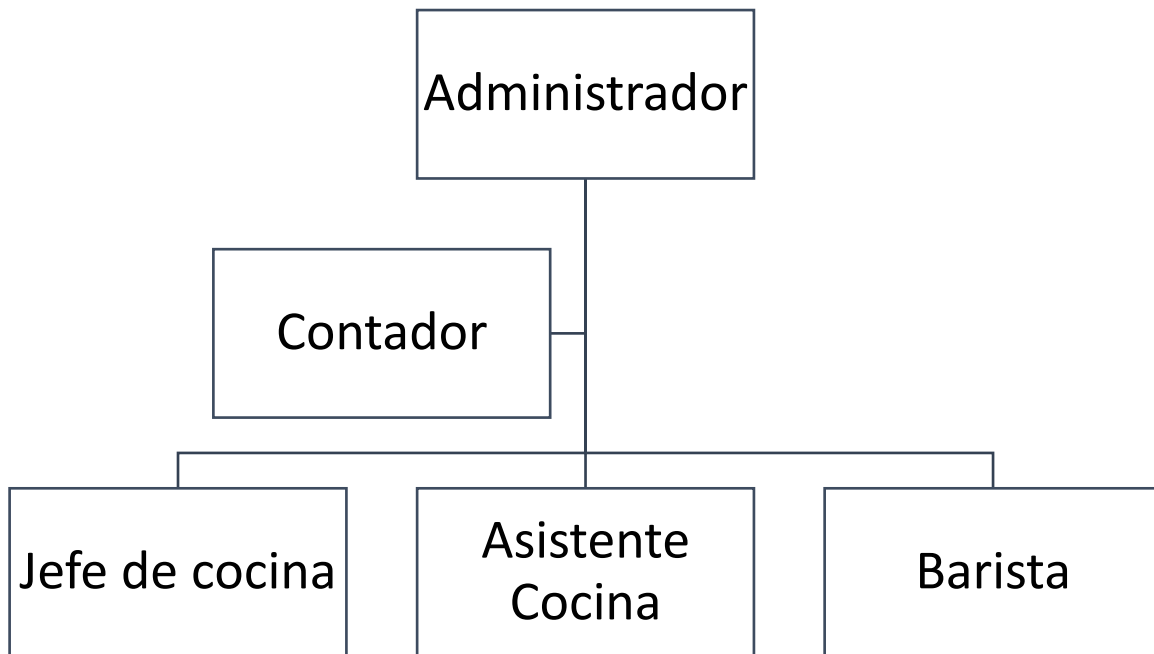 Administrador
Contador
Jefe de cocina
Asistente
Cocina
Barista